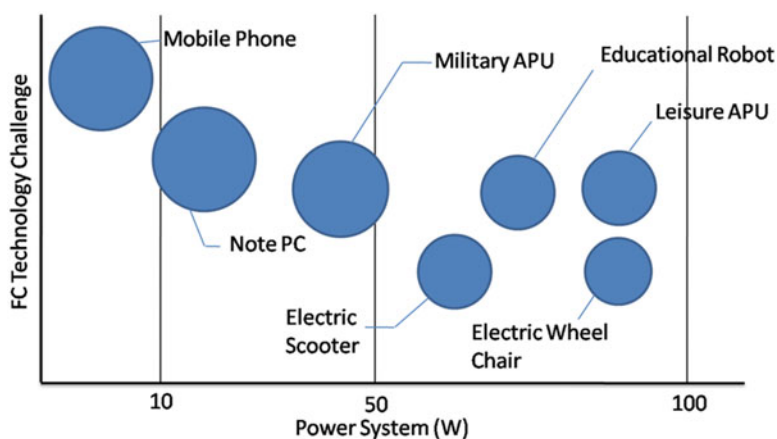 Mobile Phone
Military APU
Educational Robot
Leisure APU
FC Technology Challenge
Note PC
Electric
Scooter
Electric Wheel
Chair
10
50
100
Power System (W)